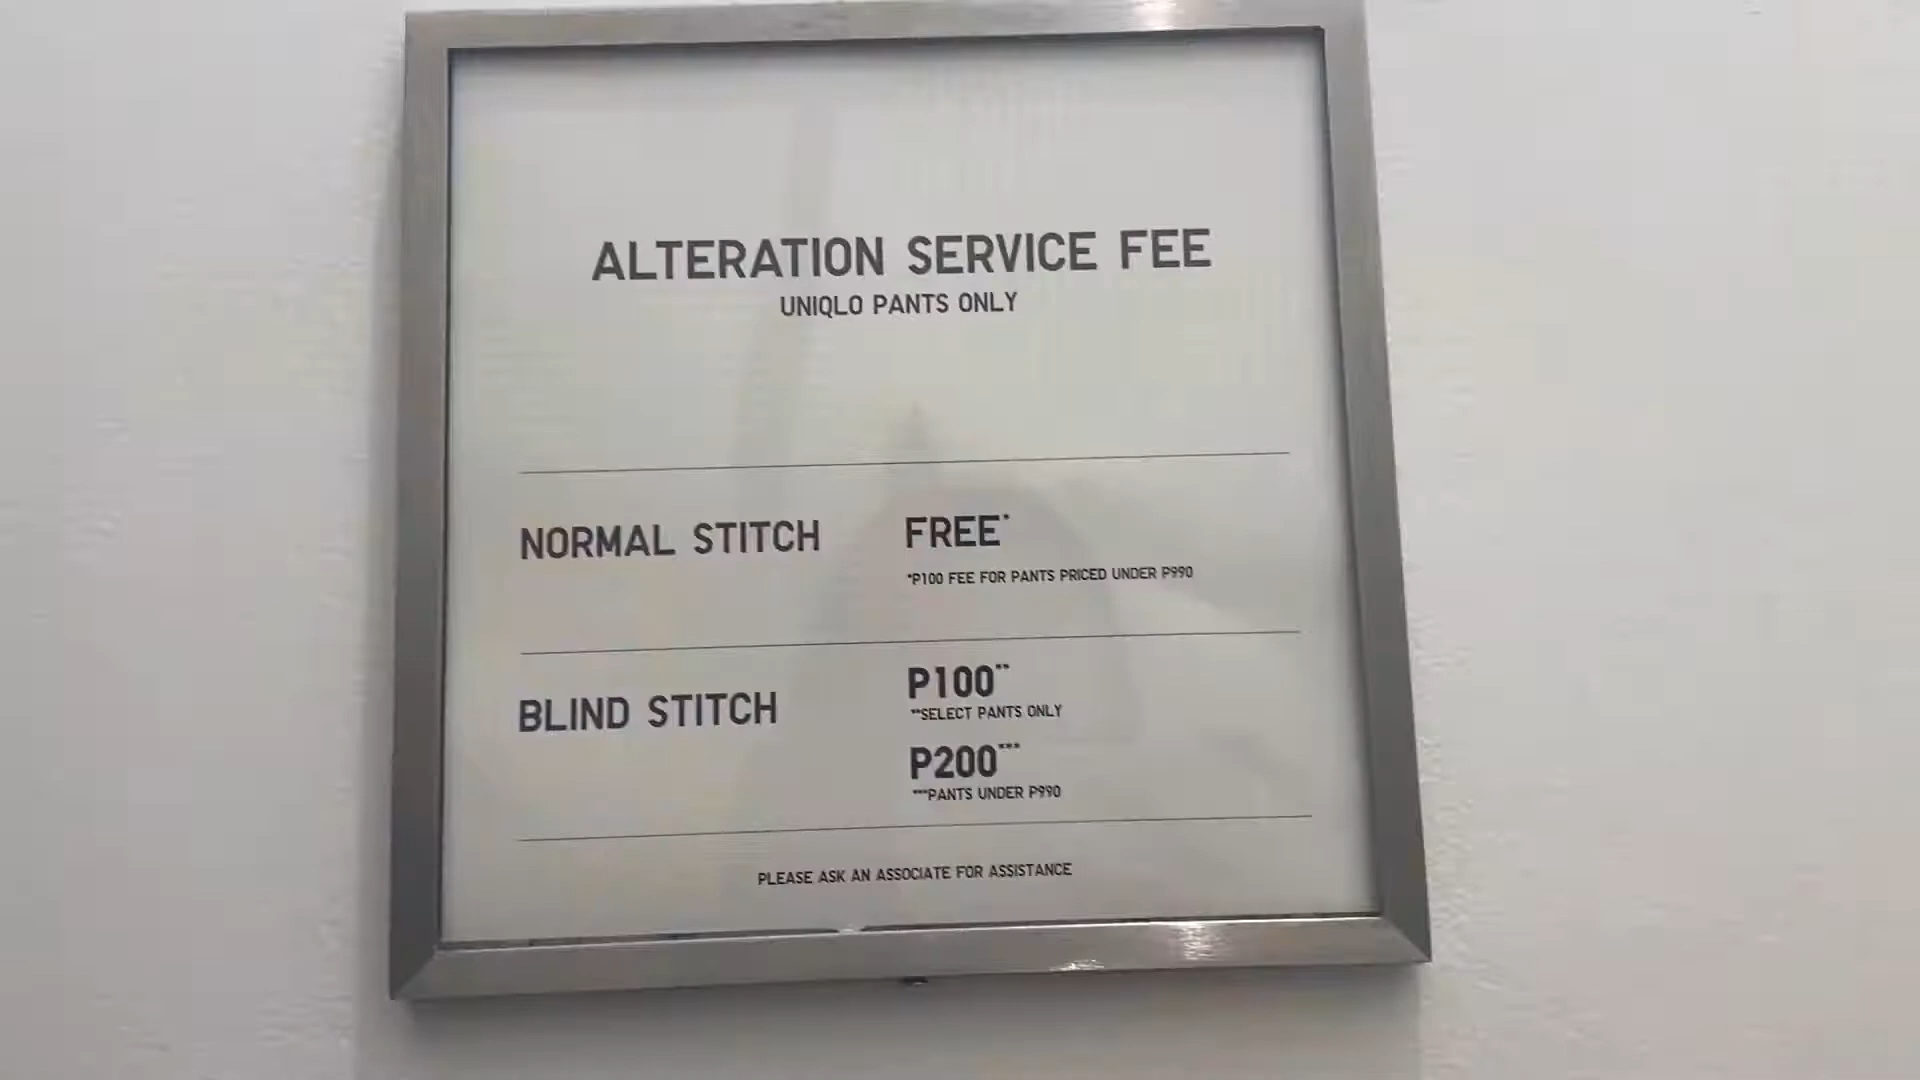 ALTERATION SERVICE FEE
UNIQLO PANTS ONLY
NORMAL STITCH FREE*
*P100 FEE FOR PANTS PRICED UNDER P990
BLIND STITCH
P100**
**SELECT PANTS ONLY
P200***
***PANTS UNDER P990
PLEASE ASK AN ASSOCIATE FOR ASSISTANCE